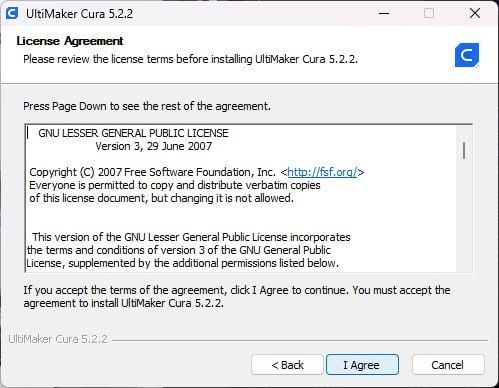 UltiMaker Cura 5.2.2
License Agreement
Please review the license terms before installing UltiMaker Cura 5.2.2.
Press Page Down to see the rest of the agreement.
GNU LESSER GENERAL PUBLIC LICENSE
Version 3, 29 June 2007
Copyright (C) 2007 Free Software Foundation, Inc. <http://fsf.org/>
Everyone is permitted to copy and distribute verbatim copies
of this license document, but changing it is not allowed.
This version of the GNU Lesser General Public License incorporates
the terms and conditions of version 3 of the GNU General Public
License, supplemented by the additional permissions listed below.
If you accept the terms of the agreement, click I Agree to continue. You must accept the
agreement to install UltiMaker Cura 5.2.2.
UltiMaker Cura 5.2.2
< Back I Agree Cancel